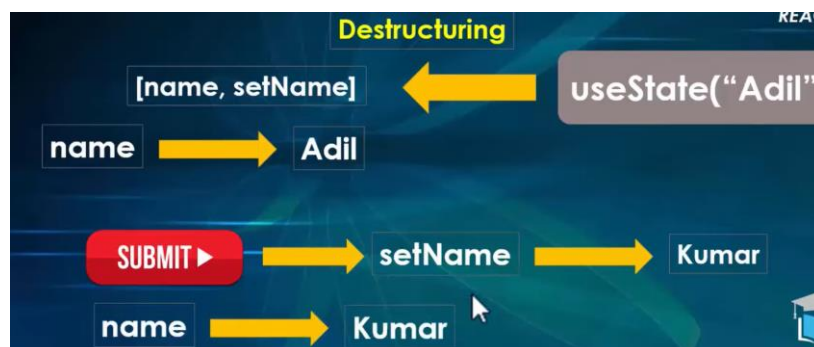 Destructuring
[name, setName] useState("Adil"
name Adil
SUBMIT setName Kumar
name Kumar